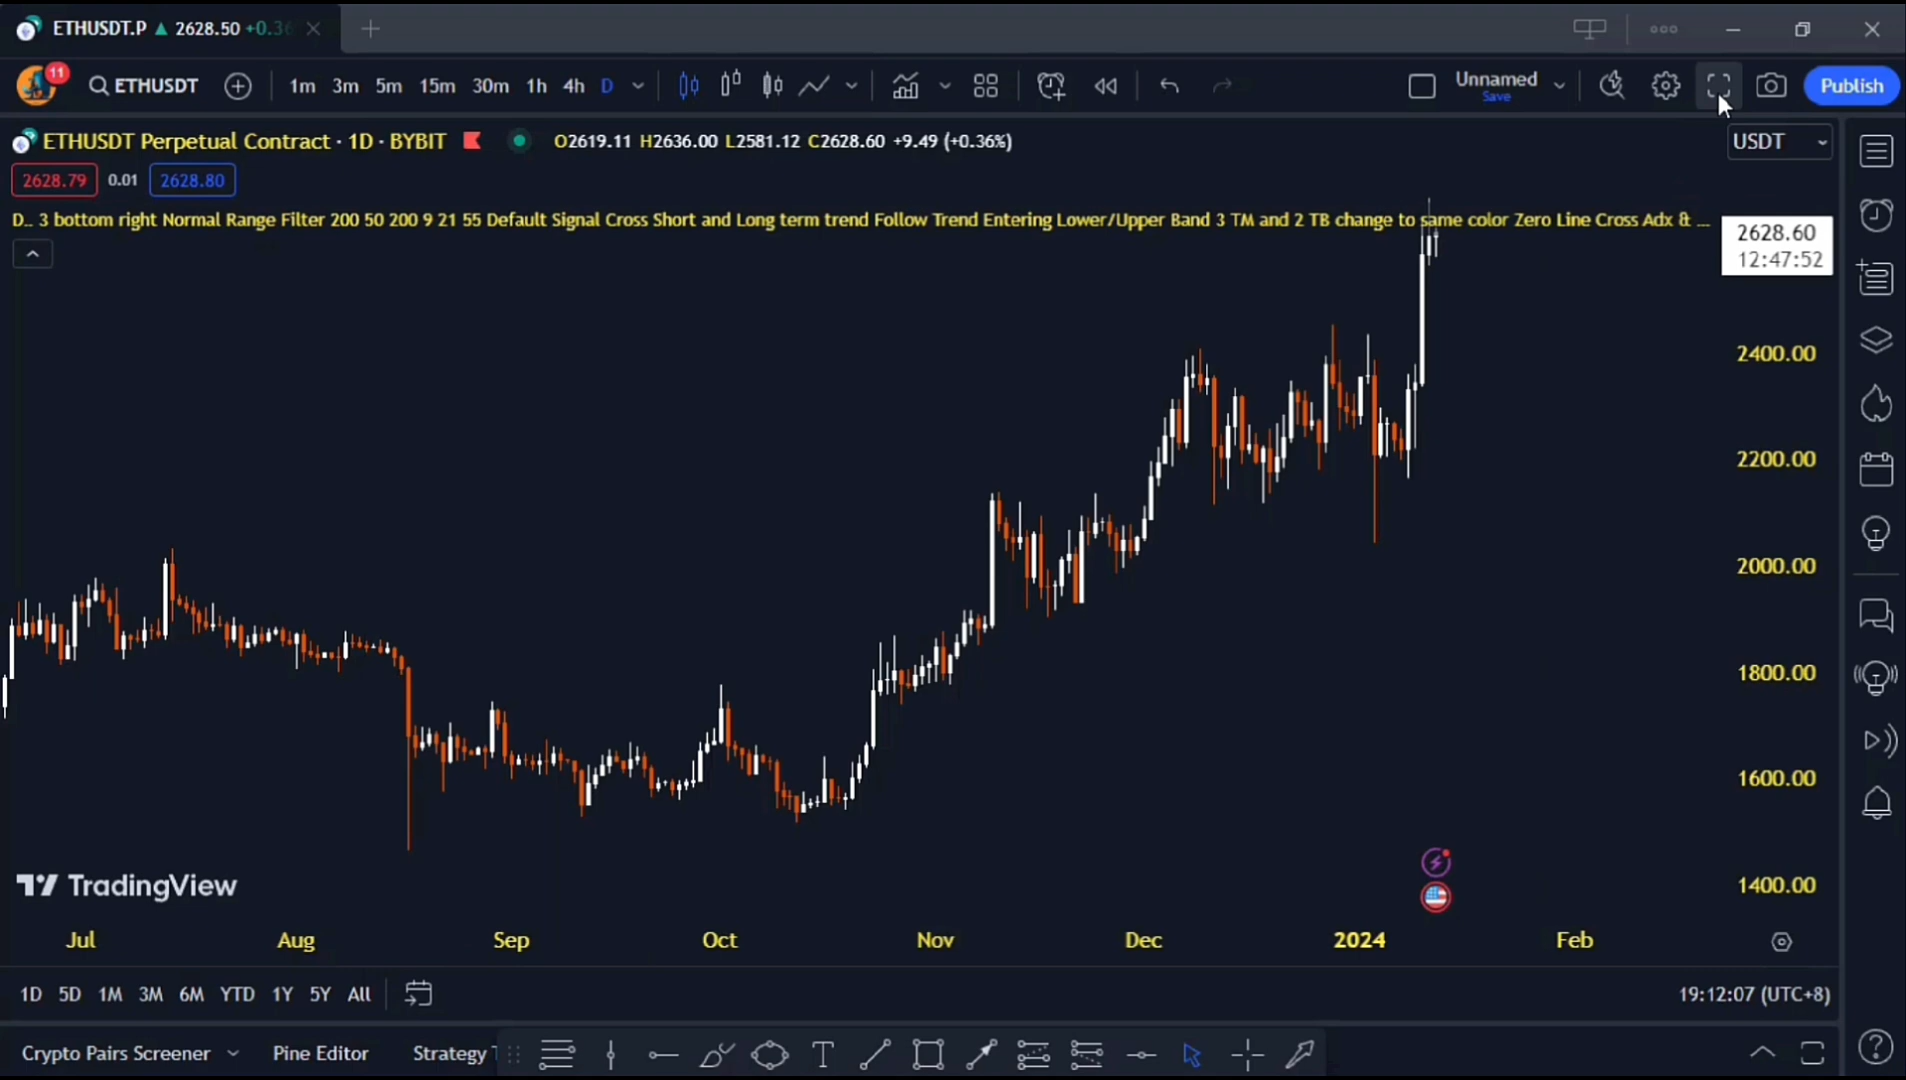 ETHUSDT.P ▲ 2628.50 +0.36
11 ETHUSDT 1m 3m 5m 15m 30m 1h 4h D Unnamed Save Publish
ETHUSDT Perpetual Contract · 1D · BYBIT O2619.11 H2636.00 L2581.12 C2628.60 +9.49 (+0.36%) USDT
2628.79 0.01 2628.80
D.. 3 bottom right Normal Range Filter 200 50 200 9 21 55 Default Signal Cross Short and Long term trend Follow Trend Entering Lower/Upper Band 3 TM and 2 TB change to same color Zero Line Cross Adx & ...
2628.60
12:47:52
2400.00
2200.00
2000.00
1800.00
1600.00
1400.00
TradingView
Jul Aug Sep Oct Nov Dec 2024 Feb
1D 5D 1M 3M 6M YTD 1Y 5Y All 19:12:07 (UTC+8)
Crypto Pairs Screener Pine Editor Strategy T